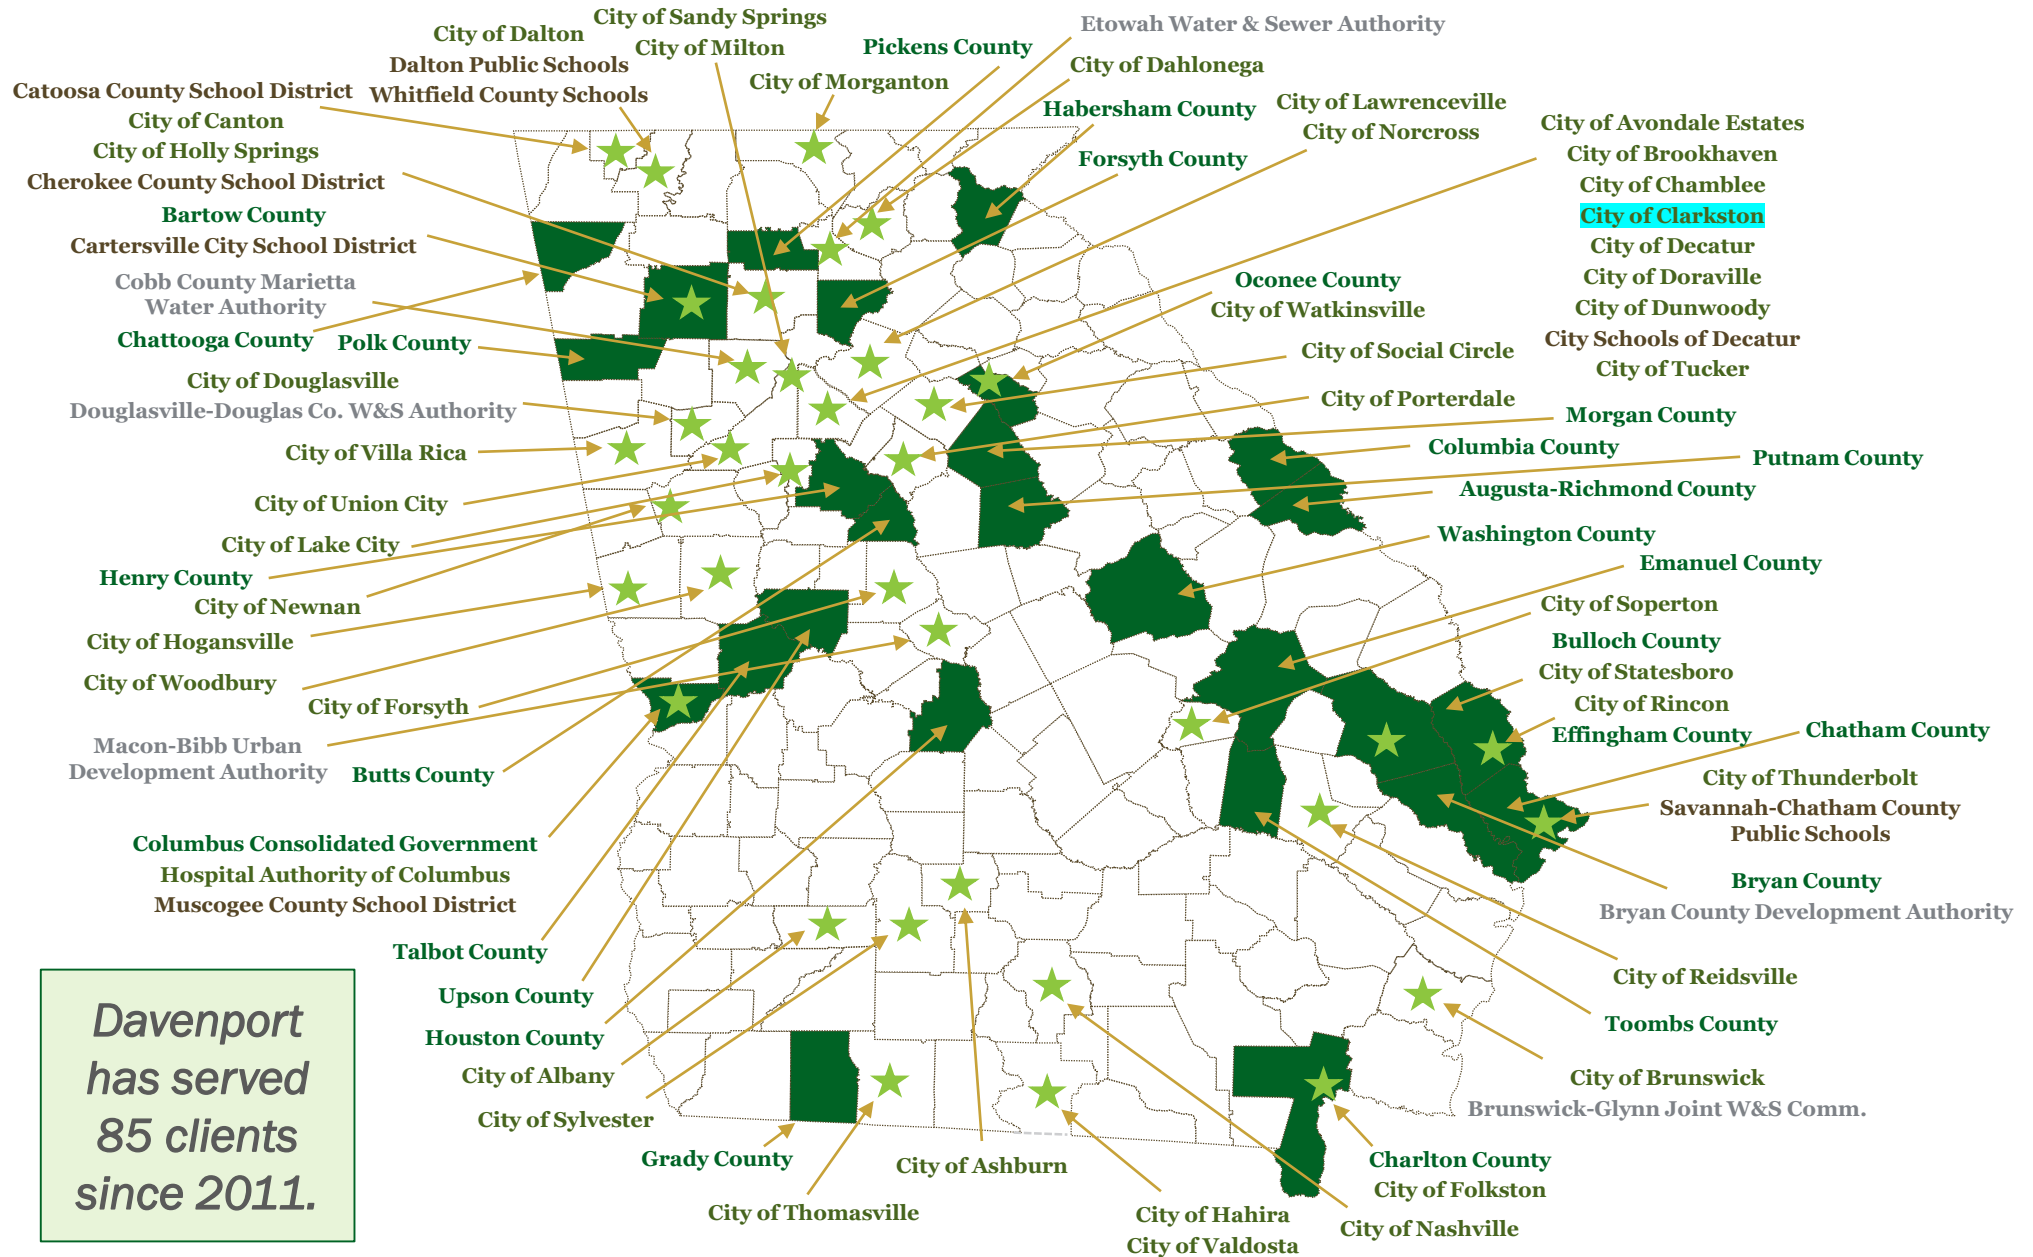 City of Sandy Springs
City of Milton
City of Dalton
Dalton Public Schools
Whitfield County Schools
Pickens County
Etowah Water & Sewer Authority
City of Dahlonega
City of Morganton
Habersham County
Forsyth County
City of Lawrenceville
City of Norcross
City of Avondale Estates
City of Brookhaven
City of Chamblee
City of Clarkston
City of Decatur
City of Doraville
City of Dunwoody
City Schools of Decatur
City of Tucker
Catoosa County School District
City of Canton
City of Holly Springs
Cherokee County School District
Bartow County
Cartersville City School District
Cobb County Marietta
Water Authority
Chattooga County
Polk County
City of Douglasville
Douglasville-Douglas Co. W&S Authority
City of Villa Rica
City of Union City
City of Lake City
Henry County
City of Newnan
City of Hogansville
City of Woodbury
City of Forsyth
Macon-Bibb Urban
Development Authority
Butts County
Columbus Consolidated Government
Hospital Authority of Columbus
Muscogee County School District
Talbot County
Upson County
Houston County
City of Albany
City of Sylvester
Grady County
City of Thomasville
City of Ashburn
City of Hahira
City of Valdosta
City of Nashville
Charlton County
City of Folkston
Oconee County
City of Watkinsville
City of Social Circle
City of Porterdale
Morgan County
Columbia County
Putnam County
Augusta-Richmond County
Washington County
Emanuel County
City of Soperton
Bulloch County
City of Statesboro
City of Rincon
Effingham County
Chatham County
City of Thunderbolt
Savannah-Chatham County
Public Schools
Bryan County
Bryan County Development Authority
City of Reidsville
Toombs County
City of Brunswick
Brunswick-Glynn Joint W&S Comm.
Davenport
has served
85 clients
since 2011.